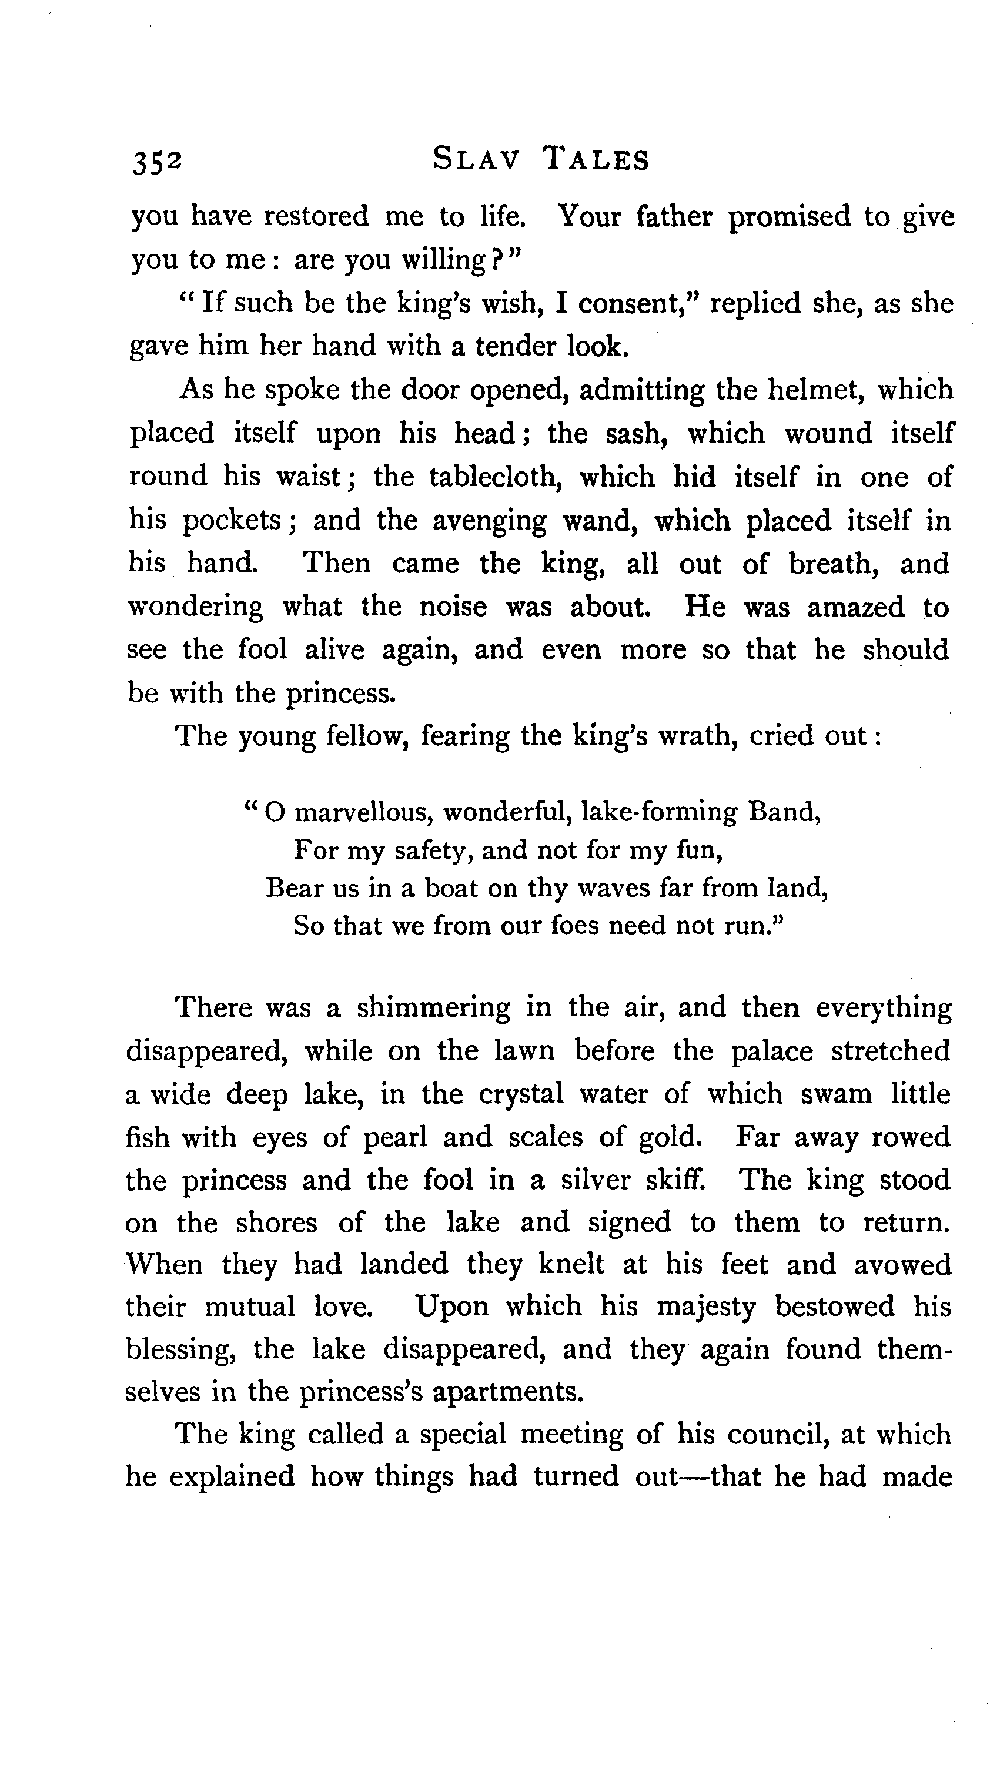 352 SLAV TALES
you have restored me to life. Your father promised to give
you to me: are you willing?"
"If such be the king's wish, I consent," replied she, as she
gave him her hand with a tender look.
As he spoke the door opened, admitting the helmet, which
placed itself upon his head; the sash, which wound itself
round his waist; the tablecloth, which hid itself in one of
his pockets; and the avenging wand, which placed itself in
his hand. Then came the king, all out of breath, and
wondering what the noise was about. He was amazed to
see the fool alive again, and even more so that he should
be with the princess.
The young fellow, fearing the king's wrath, cried out:
"O marvellous, wonderful, lake-forming Band,
For my safety, and not for my fun,
Bear us in a boat on thy waves far from land,
So that we from our foes need not run."
There was a shimmering in the air, and then everything
disappeared, while on the lawn before the palace stretched
a wide deep lake, in the crystal water of which swam little
fish with eyes of pearl and scales of gold. Far away rowed
the princess and the fool in a silver skiff. The king stood
on the shores of the lake and signed to them to return.
When they had landed they knelt at his feet and avowed
their mutual love. Upon which his majesty bestowed his
blessing, the lake disappeared, and they again found them-
selves in the princess's apartments.
The king called a special meeting of his council, at which
he explained how things had turned out—that he had made